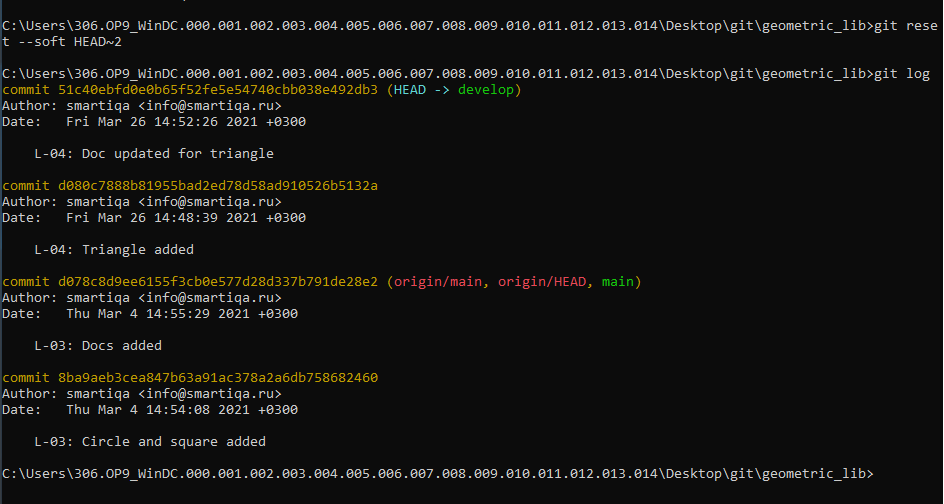 C:\Users\306.OP9_WinDC.000.001.002.003.004.005.006.007.008.009.010.011.012.013.014\Desktop\git\geometric_lib>git rese
t --soft HEAD~2
C:\Users\306.OP9_WinDC.000.001.002.003.004.005.006.007.008.009.010.011.012.013.014\Desktop\git\geometric_lib>git log
commit 51c40ebfd0e0b65f52fe5e54740cbb038e492db3 (HEAD -> develop)
Author: smartiqa <info@smartiqa.ru>
Date:   Fri Mar 26 14:52:26 2021 +0300
    L-04: Doc updated for triangle
commit d080c7888b81955bad2ed78d58ad910526b5132a
Author: smartiqa <info@smartiqa.ru>
Date:   Fri Mar 26 14:48:39 2021 +0300
    L-04: Triangle added
commit d078c8d9ee6155f3cb0e577d28d337b791de28e2 (origin/main, origin/HEAD, main)
Author: smartiqa <info@smartiqa.ru>
Date:   Thu Mar 4 14:55:29 2021 +0300
    L-03: Docs added
commit 8ba9aeb3cea847b63a91ac378a2a6db758682460
Author: smartiqa <info@smartiqa.ru>
Date:   Thu Mar 4 14:54:08 2021 +0300
    L-03: Circle and square added
C:\Users\306.OP9_WinDC.000.001.002.003.004.005.006.007.008.009.010.011.012.013.014\Desktop\git\geometric_lib>